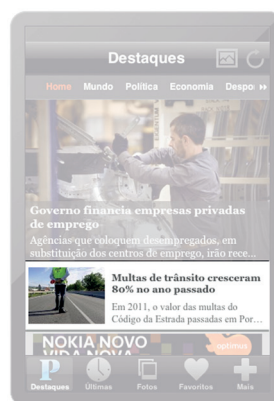 Destaques
Home Mundo Política Economia Despor
Governo financia empresas privadas
de emprego
Agências que coloquem desempregados, em
substituição dos centros de emprego, irão rece...
Multas de trânsito cresceram
80% no ano passado
Em 2011, o valor das multas do
Código da Estrada passadas em Por...
NOKIA NOVO
VIDA NOVA
optimus
P
Destaques Últimas Fotos Favoritos Mais